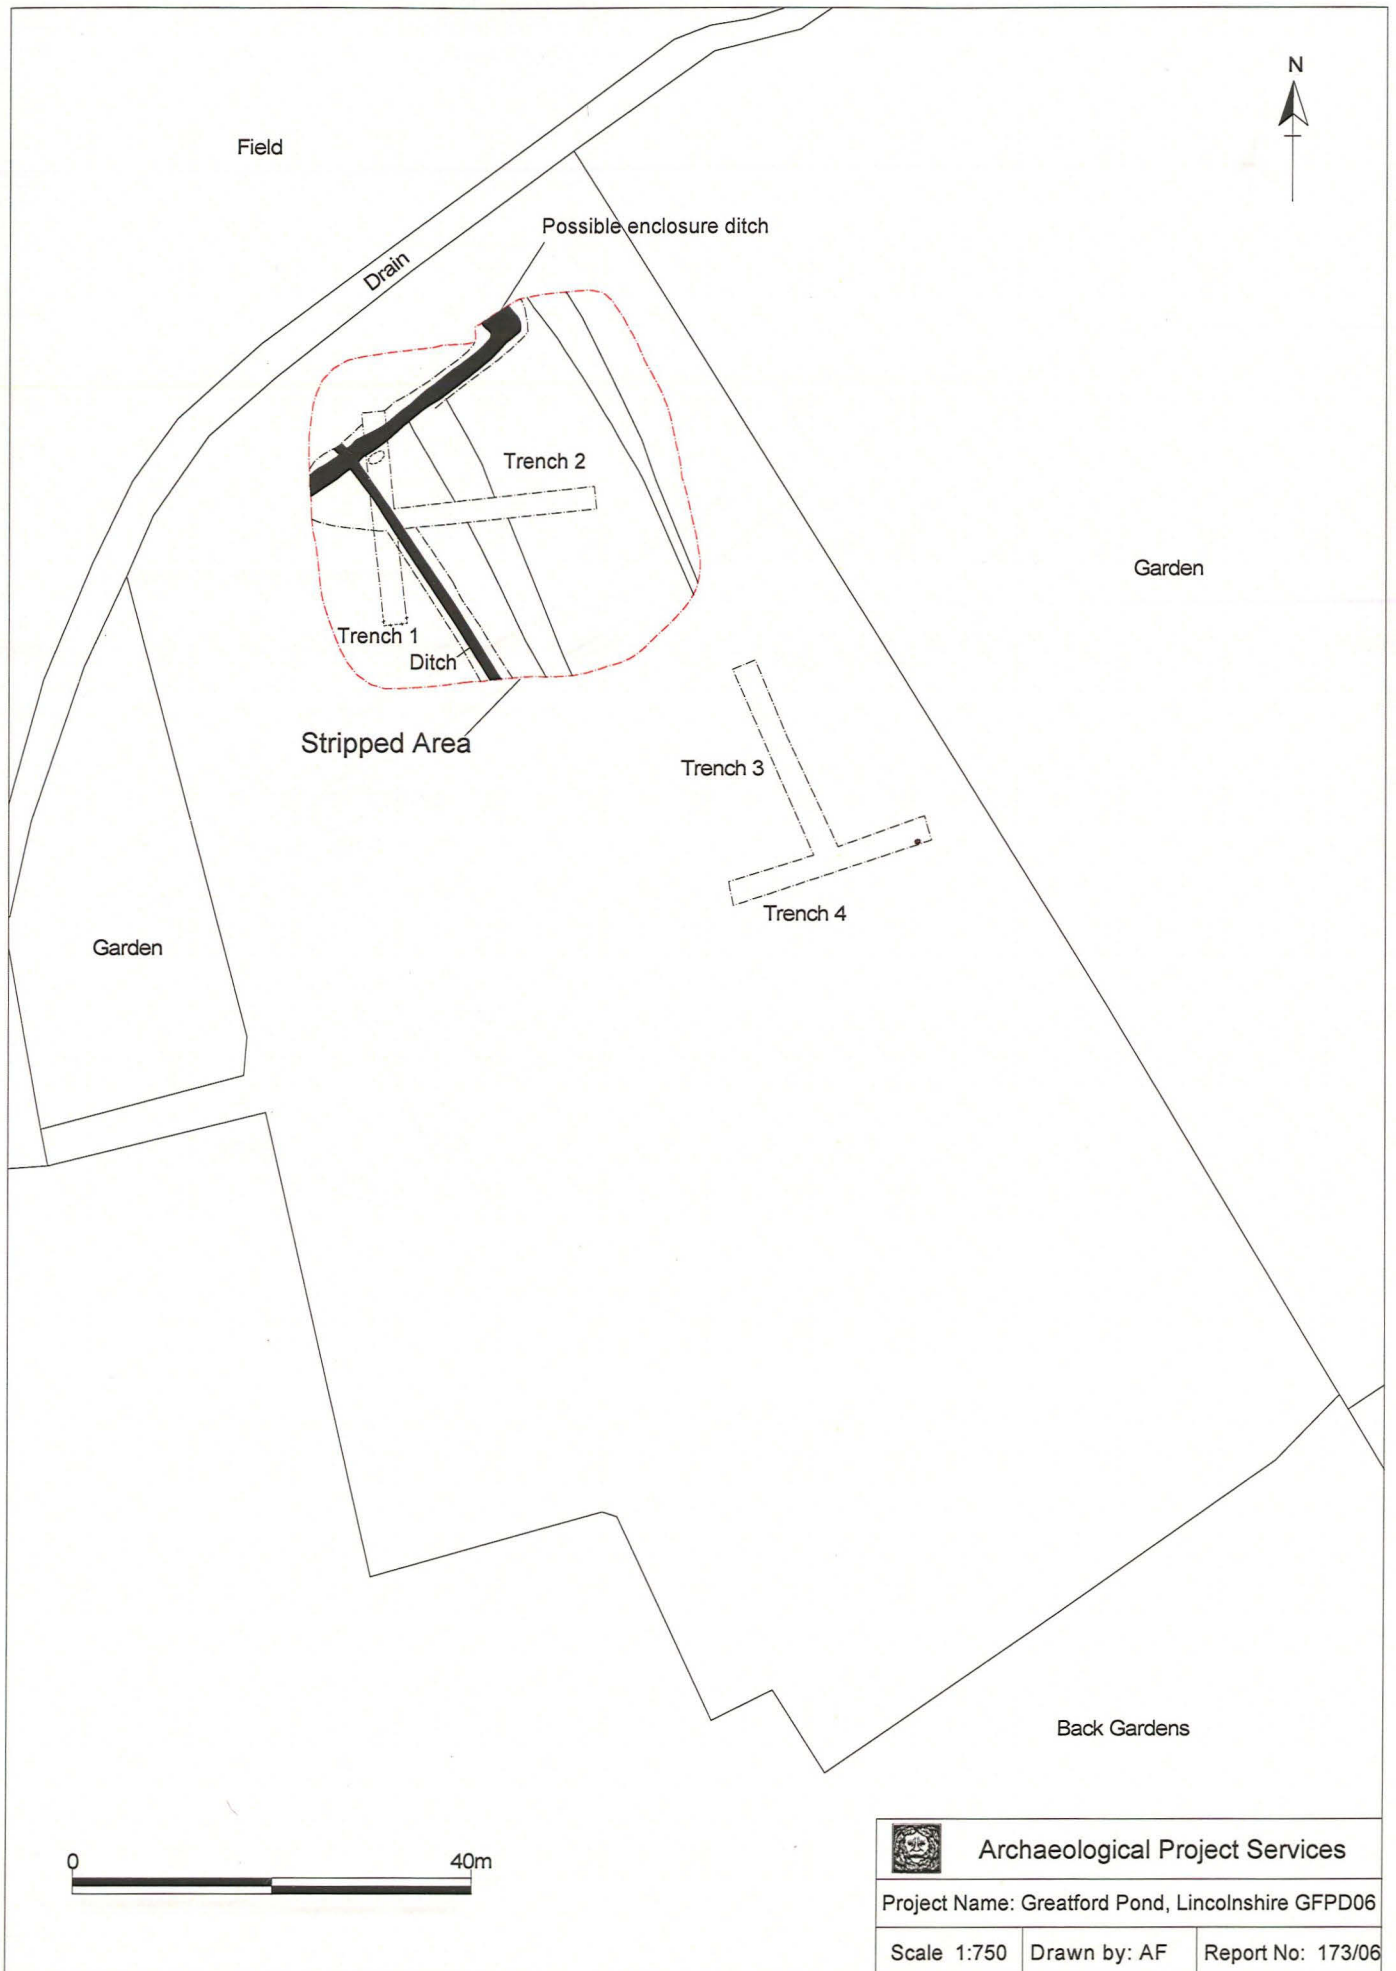 N
Field
Possible enclosure ditch
Drain
Trench 2
Garden
Trench 1
Ditch
Stripped Area
Trench 3
Trench 4
Garden
Back Gardens
0 40m
Archaeological Project Services
Project Name: Greatford Pond, Lincolnshire GFPD06
Scale 1:750 Drawn by: AF Report No: 173/06